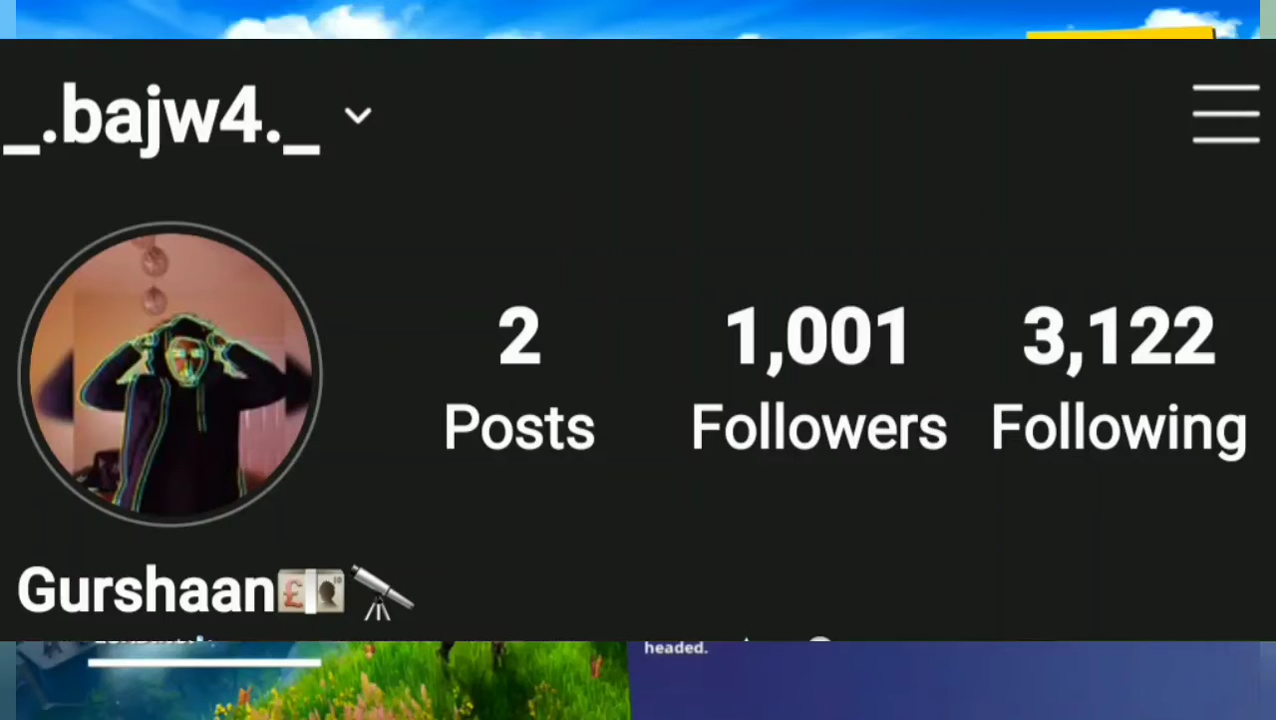 _.bajw4._
2 1,001 3,122
Posts Followers Following
Gurshaan💷🔭
headed.